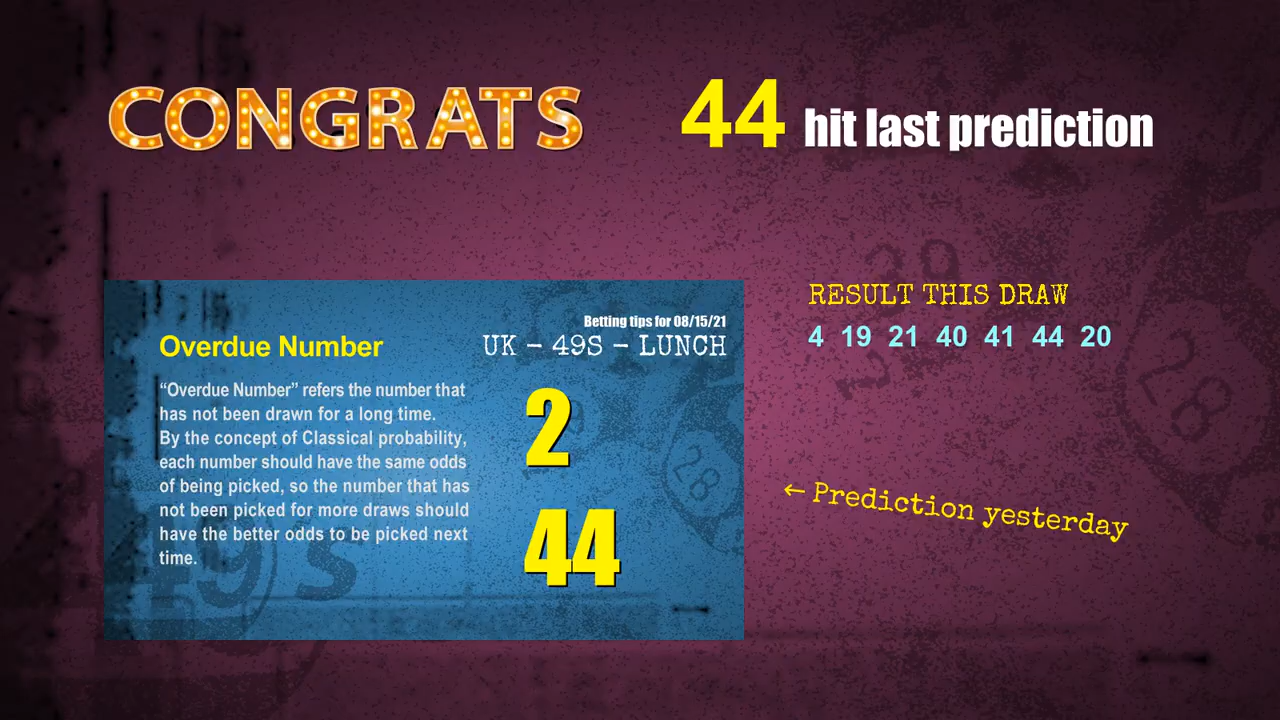 CONGRATS
44 hit last prediction
Betting tips for 08/15/21
Overdue Number
UK - 49S - LUNCH
“Overdue Number” refers the number that
has not been drawn for a long time.
By the concept of Classical probability,
each number should have the same odds
of being picked, so the number that has
not been picked for more draws should
have the better odds to be picked next
time.
2
44
RESULT THIS DRAW
4 19 21 40 41 44 20
← Prediction yesterday
39
28
28
49's